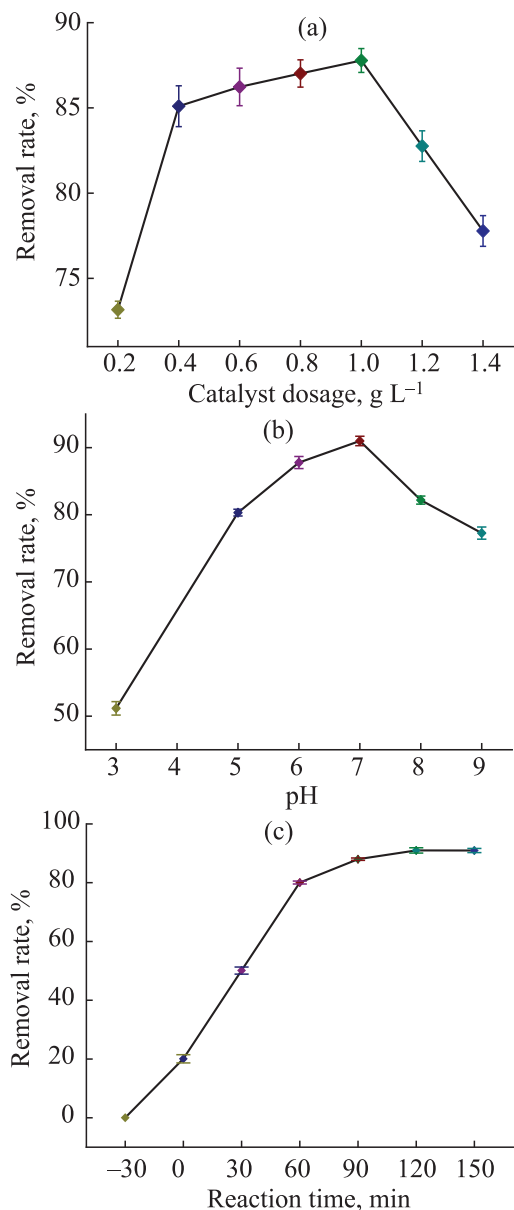 (a)
90
85
80
75
Removal rate, %
0.2 0.4 0.6 0.8 1.0 1.2 1.4
Catalyst dosage, g L⁻¹
(b)
90
80
70
60
50
Removal rate, %
3 4 5 6 7 8 9
pH
(c)
100
80
60
40
20
0
Removal rate, %
–30 0 30 60 90 120 150
Reaction time, min